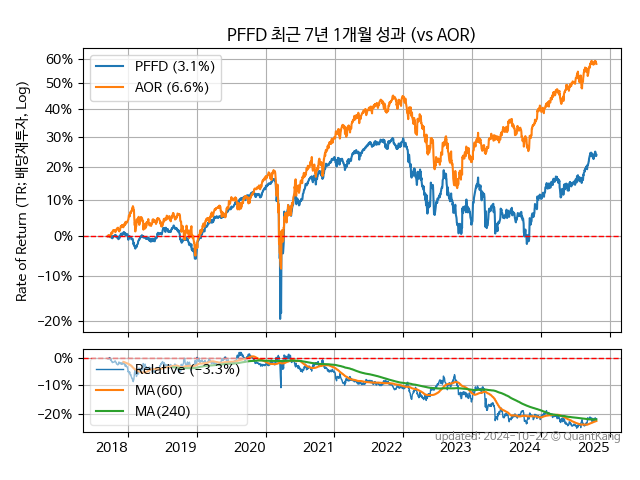 PFFD 최근 7년 1개월 성과 (vs AOR)
Rate of Return (TR: 배당재투자, Log)
60%
50%
40%
30%
20%
10%
0%
−10%
−20%
PFFD (3.1%)
AOR (6.6%)
0%
−10%
−20%
Relative (−3.3%)
MA(60)
MA(240)
updated: 2024-10-22 © QuantKang
2018 2019 2020 2021 2022 2023 2024 2025